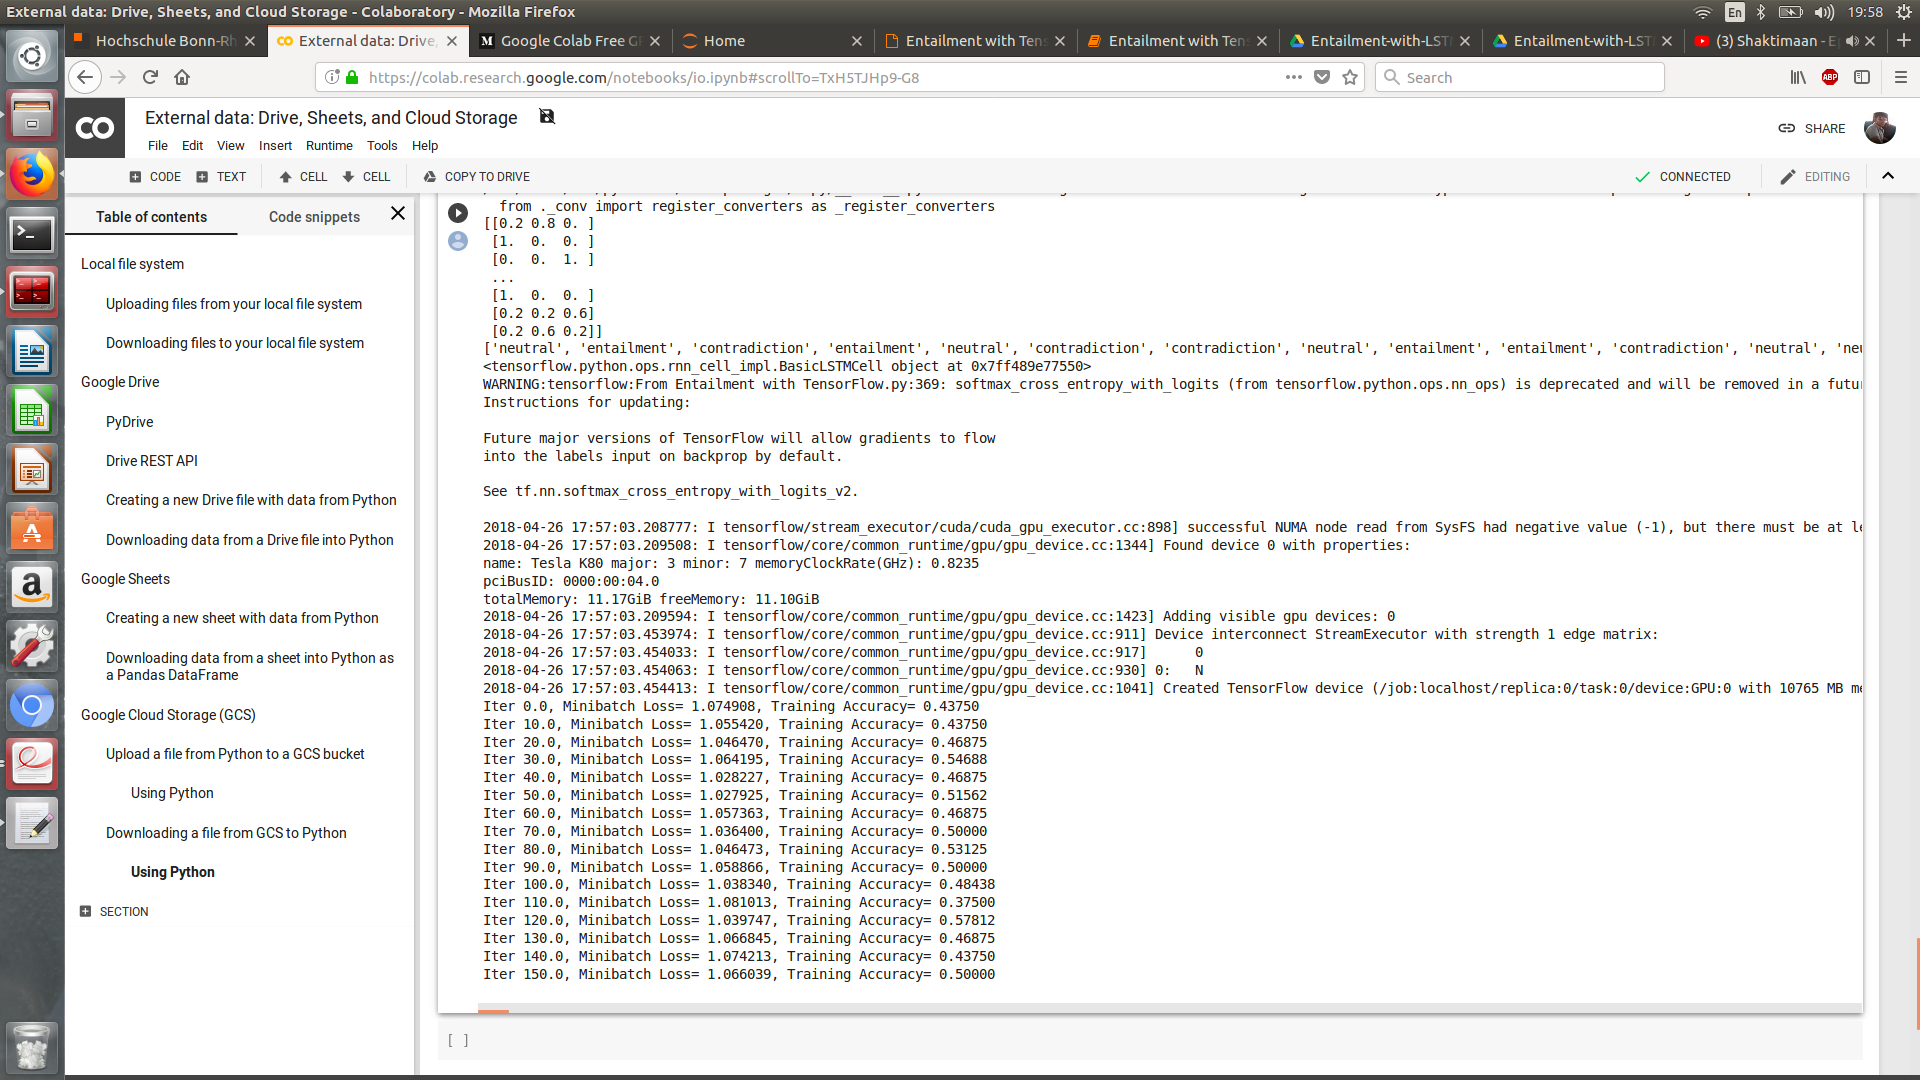 External data: Drive, Sheets, and Cloud Storage - Colaboratory - Mozilla Firefox
En
19:58
Hochschule Bonn-Rh
External data: Drive,
M Google Colab Free G
Home
Entailment with Tens
Entailment with Tens
Entailment-with-LST
Entailment-with-LST
(3) Shaktimaan - E
https://colab.research.google.com/notebooks/io.ipynb#scrollTo=TxH5TJHp9-G8
Search
ABP
CO
External data: Drive, Sheets, and Cloud Storage
File Edit View Insert Runtime Tools Help
SHARE
CODE TEXT CELL CELL COPY TO DRIVE
CONNECTED
EDITING
Table of contents
Code snippets
Local file system
Uploading files from your local file system
Downloading files to your local file system
Google Drive
PyDrive
Drive REST API
Creating a new Drive file with data from Python
Downloading data from a Drive file into Python
Google Sheets
Creating a new sheet with data from Python
Downloading data from a sheet into Python as
a Pandas DataFrame
Google Cloud Storage (GCS)
Upload a file from Python to a GCS bucket
Using Python
Downloading a file from GCS to Python
Using Python
SECTION
from ._conv import register_converters as _register_converters
[[0.2 0.8 0. ]
[1. 0. 0. ]
[0. 0. 1. ]
...
[1. 0. 0. ]
[0.2 0.2 0.6]
[0.2 0.6 0.2]]
['neutral', 'entailment', 'contradiction', 'entailment', 'neutral', 'contradiction', 'contradiction', 'neutral', 'entailment', 'entailment', 'contradiction', 'neutral', 'neu
<tensorflow.python.ops.rnn_cell_impl.BasicLSTMCell object at 0x7ff489e77550>
WARNING:tensorflow:From Entailment with TensorFlow.py:369: softmax_cross_entropy_with_logits (from tensorflow.python.ops.nn_ops) is deprecated and will be removed in a futur
Instructions for updating:
Future major versions of TensorFlow will allow gradients to flow
into the labels input on backprop by default.
See tf.nn.softmax_cross_entropy_with_logits_v2.
2018-04-26 17:57:03.208777: I tensorflow/stream_executor/cuda/cuda_gpu_executor.cc:898] successful NUMA node read from SysFS had negative value (-1), but there must be at le
2018-04-26 17:57:03.209508: I tensorflow/core/common_runtime/gpu/gpu_device.cc:1344] Found device 0 with properties:
name: Tesla K80 major: 3 minor: 7 memoryClockRate(GHz): 0.8235
pciBusID: 0000:00:04.0
totalMemory: 11.17GiB freeMemory: 11.10GiB
2018-04-26 17:57:03.209594: I tensorflow/core/common_runtime/gpu/gpu_device.cc:1423] Adding visible gpu devices: 0
2018-04-26 17:57:03.453974: I tensorflow/core/common_runtime/gpu/gpu_device.cc:911] Device interconnect StreamExecutor with strength 1 edge matrix:
2018-04-26 17:57:03.454033: I tensorflow/core/common_runtime/gpu/gpu_device.cc:917] 0
2018-04-26 17:57:03.454063: I tensorflow/core/common_runtime/gpu/gpu_device.cc:930] 0: N
2018-04-26 17:57:03.454413: I tensorflow/core/common_runtime/gpu/gpu_device.cc:1041] Created TensorFlow device (/job:localhost/replica:0/task:0/device:GPU:0 with 10765 MB me
Iter 0.0, Minibatch Loss= 1.074908, Training Accuracy= 0.43750
Iter 10.0, Minibatch Loss= 1.055420, Training Accuracy= 0.43750
Iter 20.0, Minibatch Loss= 1.046470, Training Accuracy= 0.46875
Iter 30.0, Minibatch Loss= 1.064195, Training Accuracy= 0.54688
Iter 40.0, Minibatch Loss= 1.028227, Training Accuracy= 0.46875
Iter 50.0, Minibatch Loss= 1.027925, Training Accuracy= 0.51562
Iter 60.0, Minibatch Loss= 1.057363, Training Accuracy= 0.46875
Iter 70.0, Minibatch Loss= 1.036400, Training Accuracy= 0.50000
Iter 80.0, Minibatch Loss= 1.046473, Training Accuracy= 0.53125
Iter 90.0, Minibatch Loss= 1.058866, Training Accuracy= 0.50000
Iter 100.0, Minibatch Loss= 1.038340, Training Accuracy= 0.48438
Iter 110.0, Minibatch Loss= 1.081013, Training Accuracy= 0.37500
Iter 120.0, Minibatch Loss= 1.039747, Training Accuracy= 0.57812
Iter 130.0, Minibatch Loss= 1.066845, Training Accuracy= 0.46875
Iter 140.0, Minibatch Loss= 1.074213, Training Accuracy= 0.43750
Iter 150.0, Minibatch Loss= 1.066039, Training Accuracy= 0.50000
[ ]